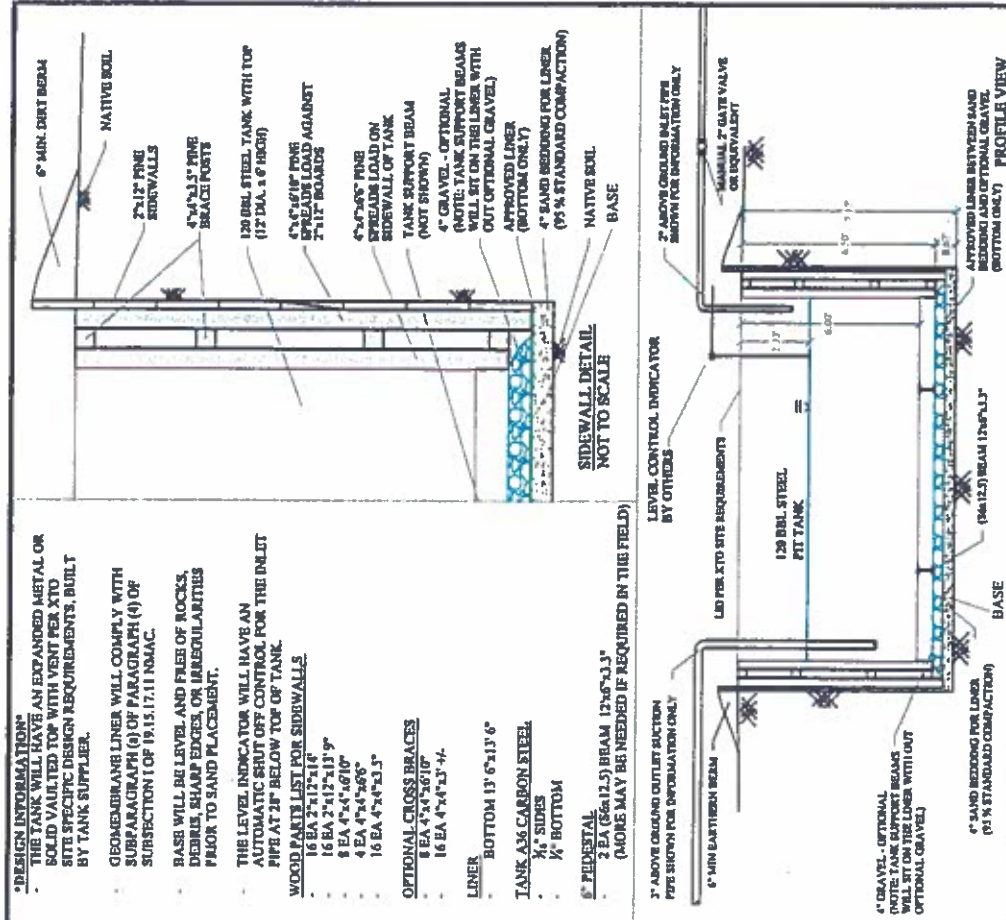 "DESIGN INFORMATION"
- THE TANK WILL HAVE AN EXPANDED METAL OR
SOLID VAULTED TOP WITH VENT PER XTO
SITE SPECIFIC DESIGN REQUIREMENTS, BUILT
BY TANK SUPPLIER.
- GEOMEMBRANE LINER WILL COMPLY WITH
SUBPARAGRAPH (a) OF PARAGRAPH (4) OF
SUBSECTION I OF 19.15.17.11 NMAC.
- BASE WILL BE LEVEL AND FREE OF ROCKS,
DEBRIS, SHARP EDGES, OR IRREGULARITIES
PRIOR TO SAND PLACEMENT.
- THE LEVEL INDICATOR WILL HAVE AN
AUTOMATIC SHUT OFF CONTROL FOR THE INLET
PIPE AT 28" BELOW TOP OF TANK.
WOOD PARTS LIST FOR SIDEWALLS
- 16 EA 2"x12"x14'
- 16 EA 2"x12"x13'9"
- 8 EA 4"x4"x6'10"
- 4 EA 4"x4"x6'6"
- 16 EA 4"x4"x3.5"
OPTIONAL CROSS BRACES
- 8 EA 4"x4"x6'10"
- 16 EA 4"x4"x3' +/-
LINER
- BOTTOM 13' 6"x13' 6"
TANK A36 CARBON STEEL
- SIDES
- BOTTOM
6" PEDESTAL
- 2 EA (S6x12.5) BEAM 12'x6"x3.3"
(MORE MAY BE NEEDED IF REQUIRED IN THE FIELD)
6" MIN. DIRT BERM
NATIVE SOIL
2"x12" PINE
SIDEWALLS
4"x4"x3.5" PINE
BRACE POSTS
120 BBL STEEL TANK WITH TOP
(12' DIA. x 6' HIGH)
4"x4"x6'10" PINE
SPREADS LOAD AGAINST
2"x12" BOARDS
4"x4"x6'6" PINE
SPREADS LOAD ON
SIDEWALL OF TANK
TANK SUPPORT BEAM
(NOT SHOWN)
4" GRAVEL - OPTIONAL
(NOTE: TANK SUPPORT BEAMS
WILL SIT ON THE LINER WITH
OUT OPTIONAL GRAVEL)
APPROVED LINER
(BOTTOM ONLY)
4" SAND BEDDING FOR LINER
(95 % STANDARD COMPACTION)
NATIVE SOIL
BASE
SIDEWALL DETAIL
NOT TO SCALE
3" ABOVE GROUND OUTLET SUCTION
PIPE SHOWN FOR INFORMATION ONLY
6" MIN EARTHERN BERM
LEVEL CONTROL INDICATOR
BY OTHERS
LID PER XTO SITE REQUIREMENTS
2" ABOVE GROUND INLET PIPE
SHOWN FOR INFORMATION ONLY
MANUAL 2" GATE VALVE
OR EQUIVALENT
120 BBL STEEL
PIT TANK
6.00'
4" GRAVEL - OPTIONAL
(NOTE: TANK SUPPORT BEAMS
WILL SIT ON THE LINER WITH OUT
OPTIONAL GRAVEL)
4" SAND BEDDING FOR LINER
(95 % STANDARD COMPACTION)
BASE
(S6x12.5) BEAM 12'x6"x3.3"
APPROVED LINER BETWEEN SAND
BEDDING AND OPTIONAL GRAVEL
(BOTTOM ONLY)
PROFILE VIEW